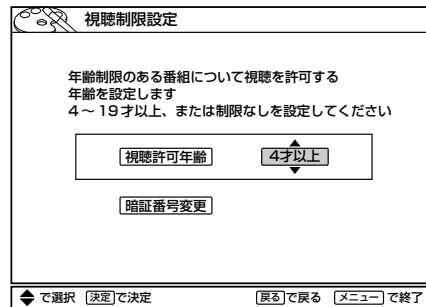 視聴制限設定
年齢制限のある番組について視聴を許可する
年齢を設定します
4～19才以上、または制限なしを設定してください
視聴許可年齢 4才以上
暗証番号変更
で選択 決定で決定 戻るで戻る メニューで終了